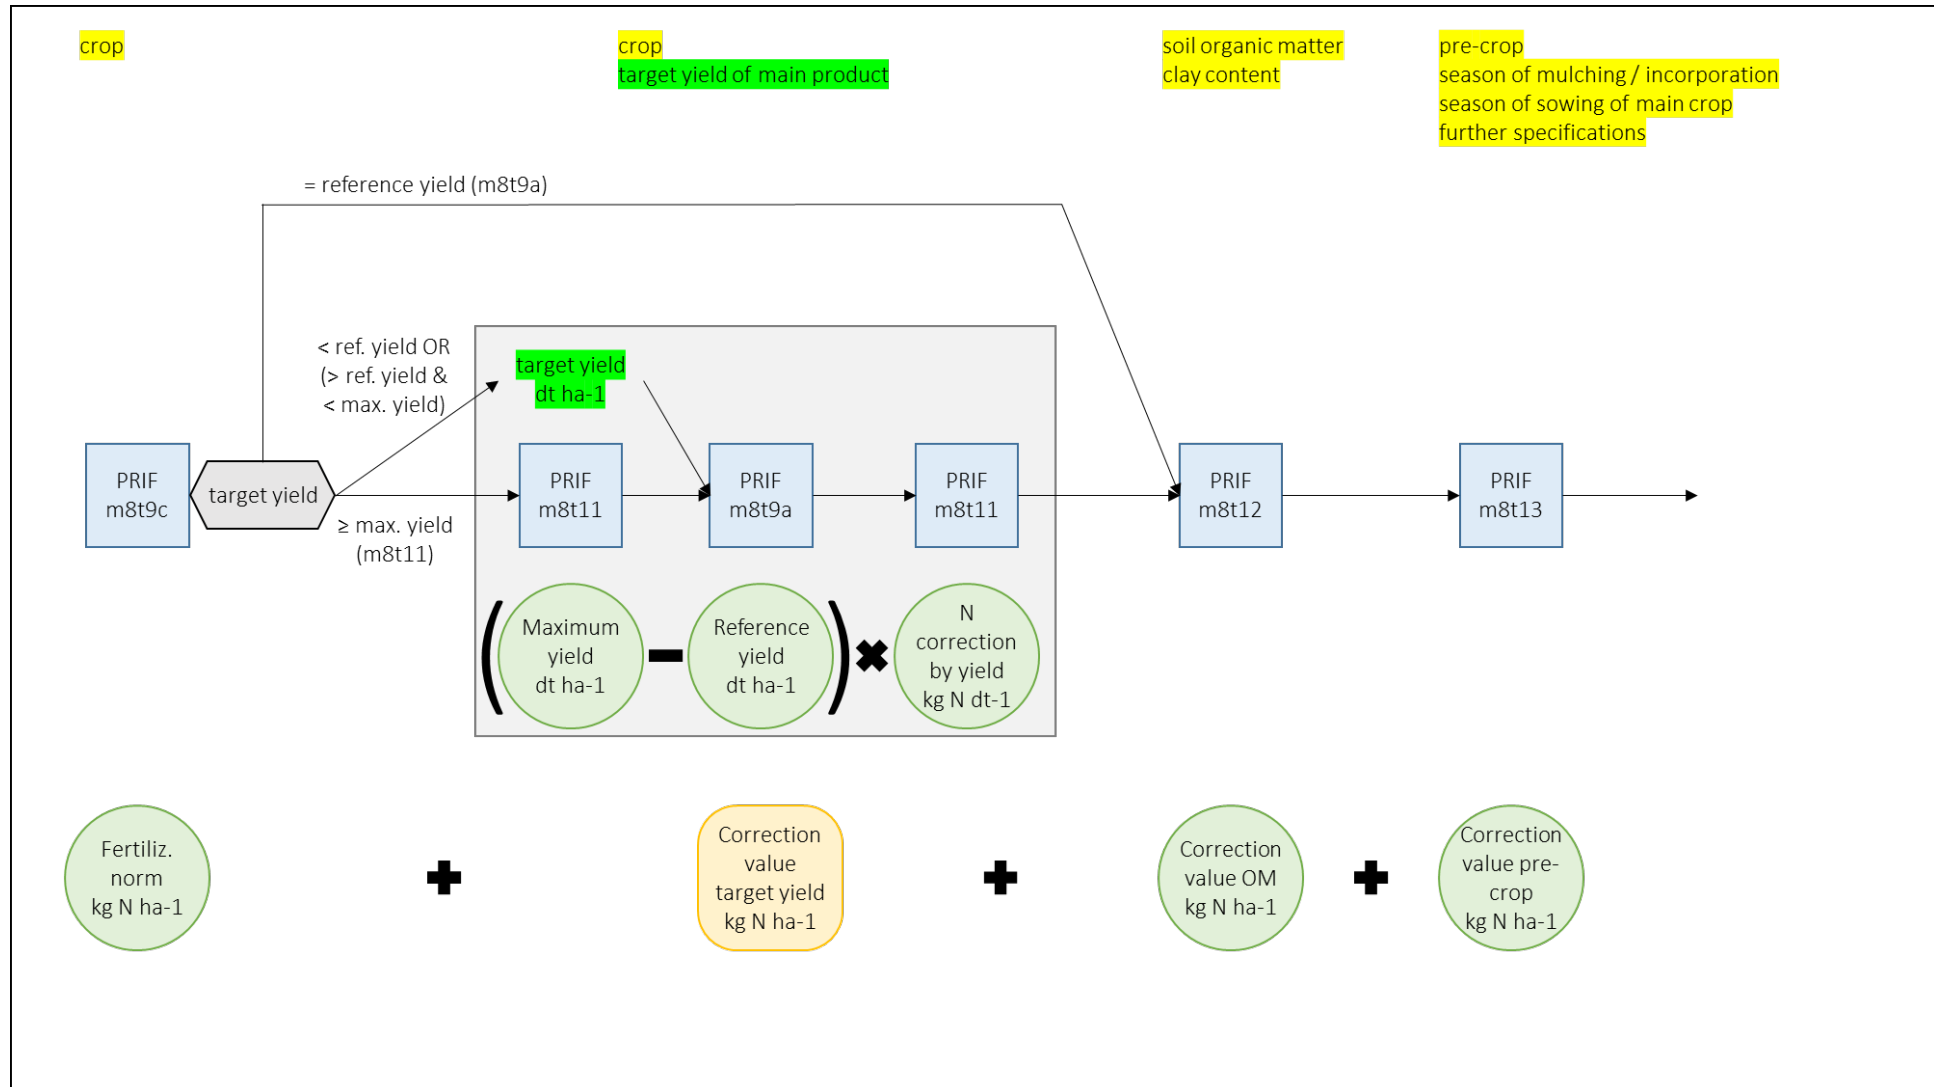 crop
crop
target yield of main product
soil organic matter
clay content
pre-crop
season of mulching / incorporation
season of sowing of main crop
further specifications
= reference yield (m8t9a)
< ref. yield OR
(> ref. yield &
< max. yield)
target yield
dt ha-1
PRIF
m8t9c
target yield
≥ max. yield
(m8t11)
PRIF
m8t11
PRIF
m8t9a
PRIF
m8t11
PRIF
m8t12
PRIF
m8t13
(
Maximum
yield
dt ha-1
−
Reference
yield
dt ha-1
)
×
N
correction
by yield
kg N dt-1
Fertiliz.
norm
kg N ha-1
+
Correction
value
target yield
kg N ha-1
+
Correction
value OM
kg N ha-1
+
Correction
value pre-
crop
kg N ha-1